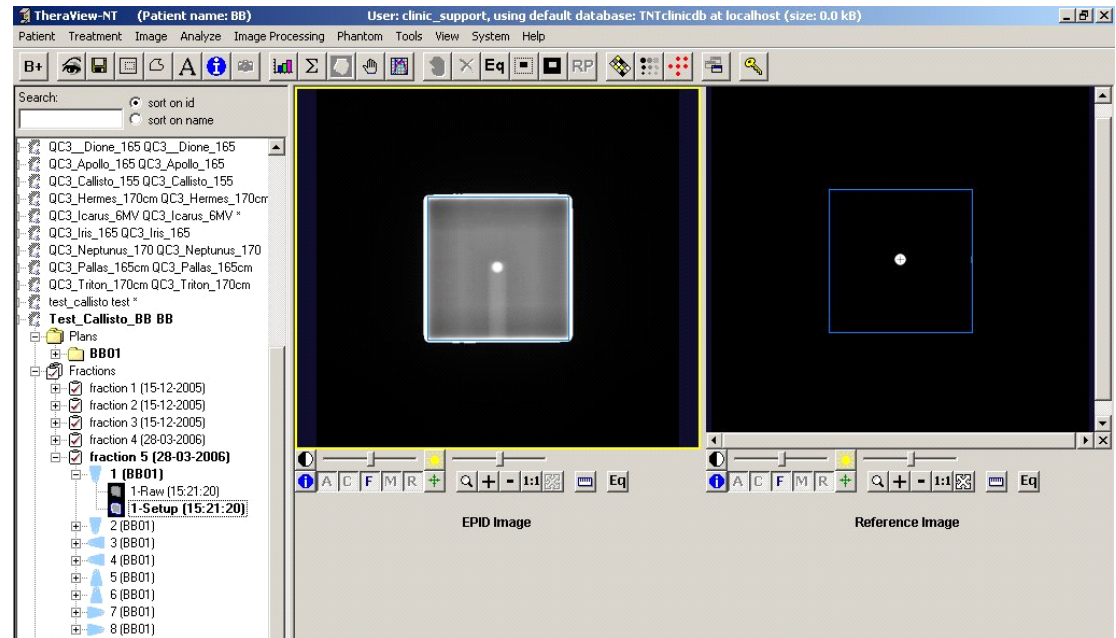 TheraView-NT (Patient name: BB) User: clinic_support, using default database: TNTclinicdb at localhost (size: 0.0 kB)
Patient Treatment Image Analyze Image Processing Phantom Tools View System Help
B+ A Σ Eq RP
Search:
sort on id
sort on name
QC3__Dione_165 QC3__Dione_165
QC3_Apollo_165 QC3_Apollo_165
QC3_Callisto_155 QC3_Callisto_155
QC3_Hermes_170cm QC3_Hermes_170cm
QC3_Icarus_6MV QC3_Icarus_6MV *
QC3_Iris_165 QC3_Iris_165
QC3_Neptunus_170 QC3_Neptunus_170
QC3_Pallas_165cm QC3_Pallas_165cm
QC3_Triton_170cm QC3_Triton_170cm
test_callisto test *
Test_Callisto_BB BB
Plans
BB01
Fractions
fraction 1 (15-12-2005)
fraction 2 (15-12-2005)
fraction 3 (15-12-2005)
fraction 4 (28-03-2006)
fraction 5 (28-03-2006)
1 (BB01)
1-Raw (15:21:20)
1-Setup (15:21:20)
2 (BB01)
3 (BB01)
4 (BB01)
5 (BB01)
6 (BB01)
7 (BB01)
8 (BB01)
A C F M R 1:1 Eq
EPID Image
A C F M R 1:1 Eq
Reference Image